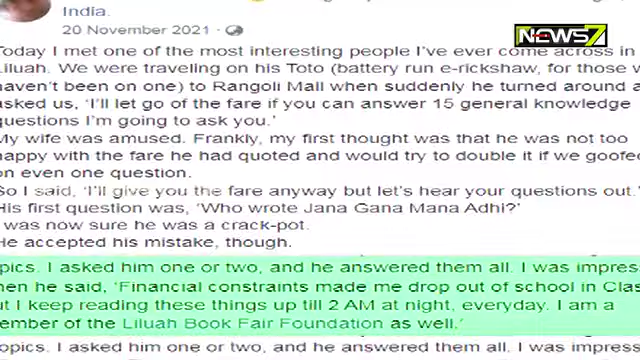 India.
20 November 2021
NEWS7
Today I met one of the most interesting people I've ever come across in
Liluah. We were traveling on his Toto (battery run e-rickshaw, for those w
haven't been on one) to Rangoli Mall when suddenly he turned around a
asked us, 'I'll let go of the fare if you can answer 15 general knowledge
questions I'm going to ask you.'
My wife was amused. Frankly, my first thought was that he was not too
happy with the fare he had quoted and would try to double it if we goofe
on even one question.
So I said, 'I'll give you the fare anyway but let's hear your questions out.'
His first question was, 'Who wrote Jana Gana Mana Adhi?'
was now sure he was a crack-pot.
He accepted his mistake, though.
pics. I asked him one or two, and he answered them all. I was impress
hen he said, 'Financial constraints made me drop out of school in Clas
ut I keep reading these things up till 2 AM at night, everyday. I am a
ember of the Liluah Book Fair Foundation as well.'
opics. I asked him one or two, and he answered them all. I was impress